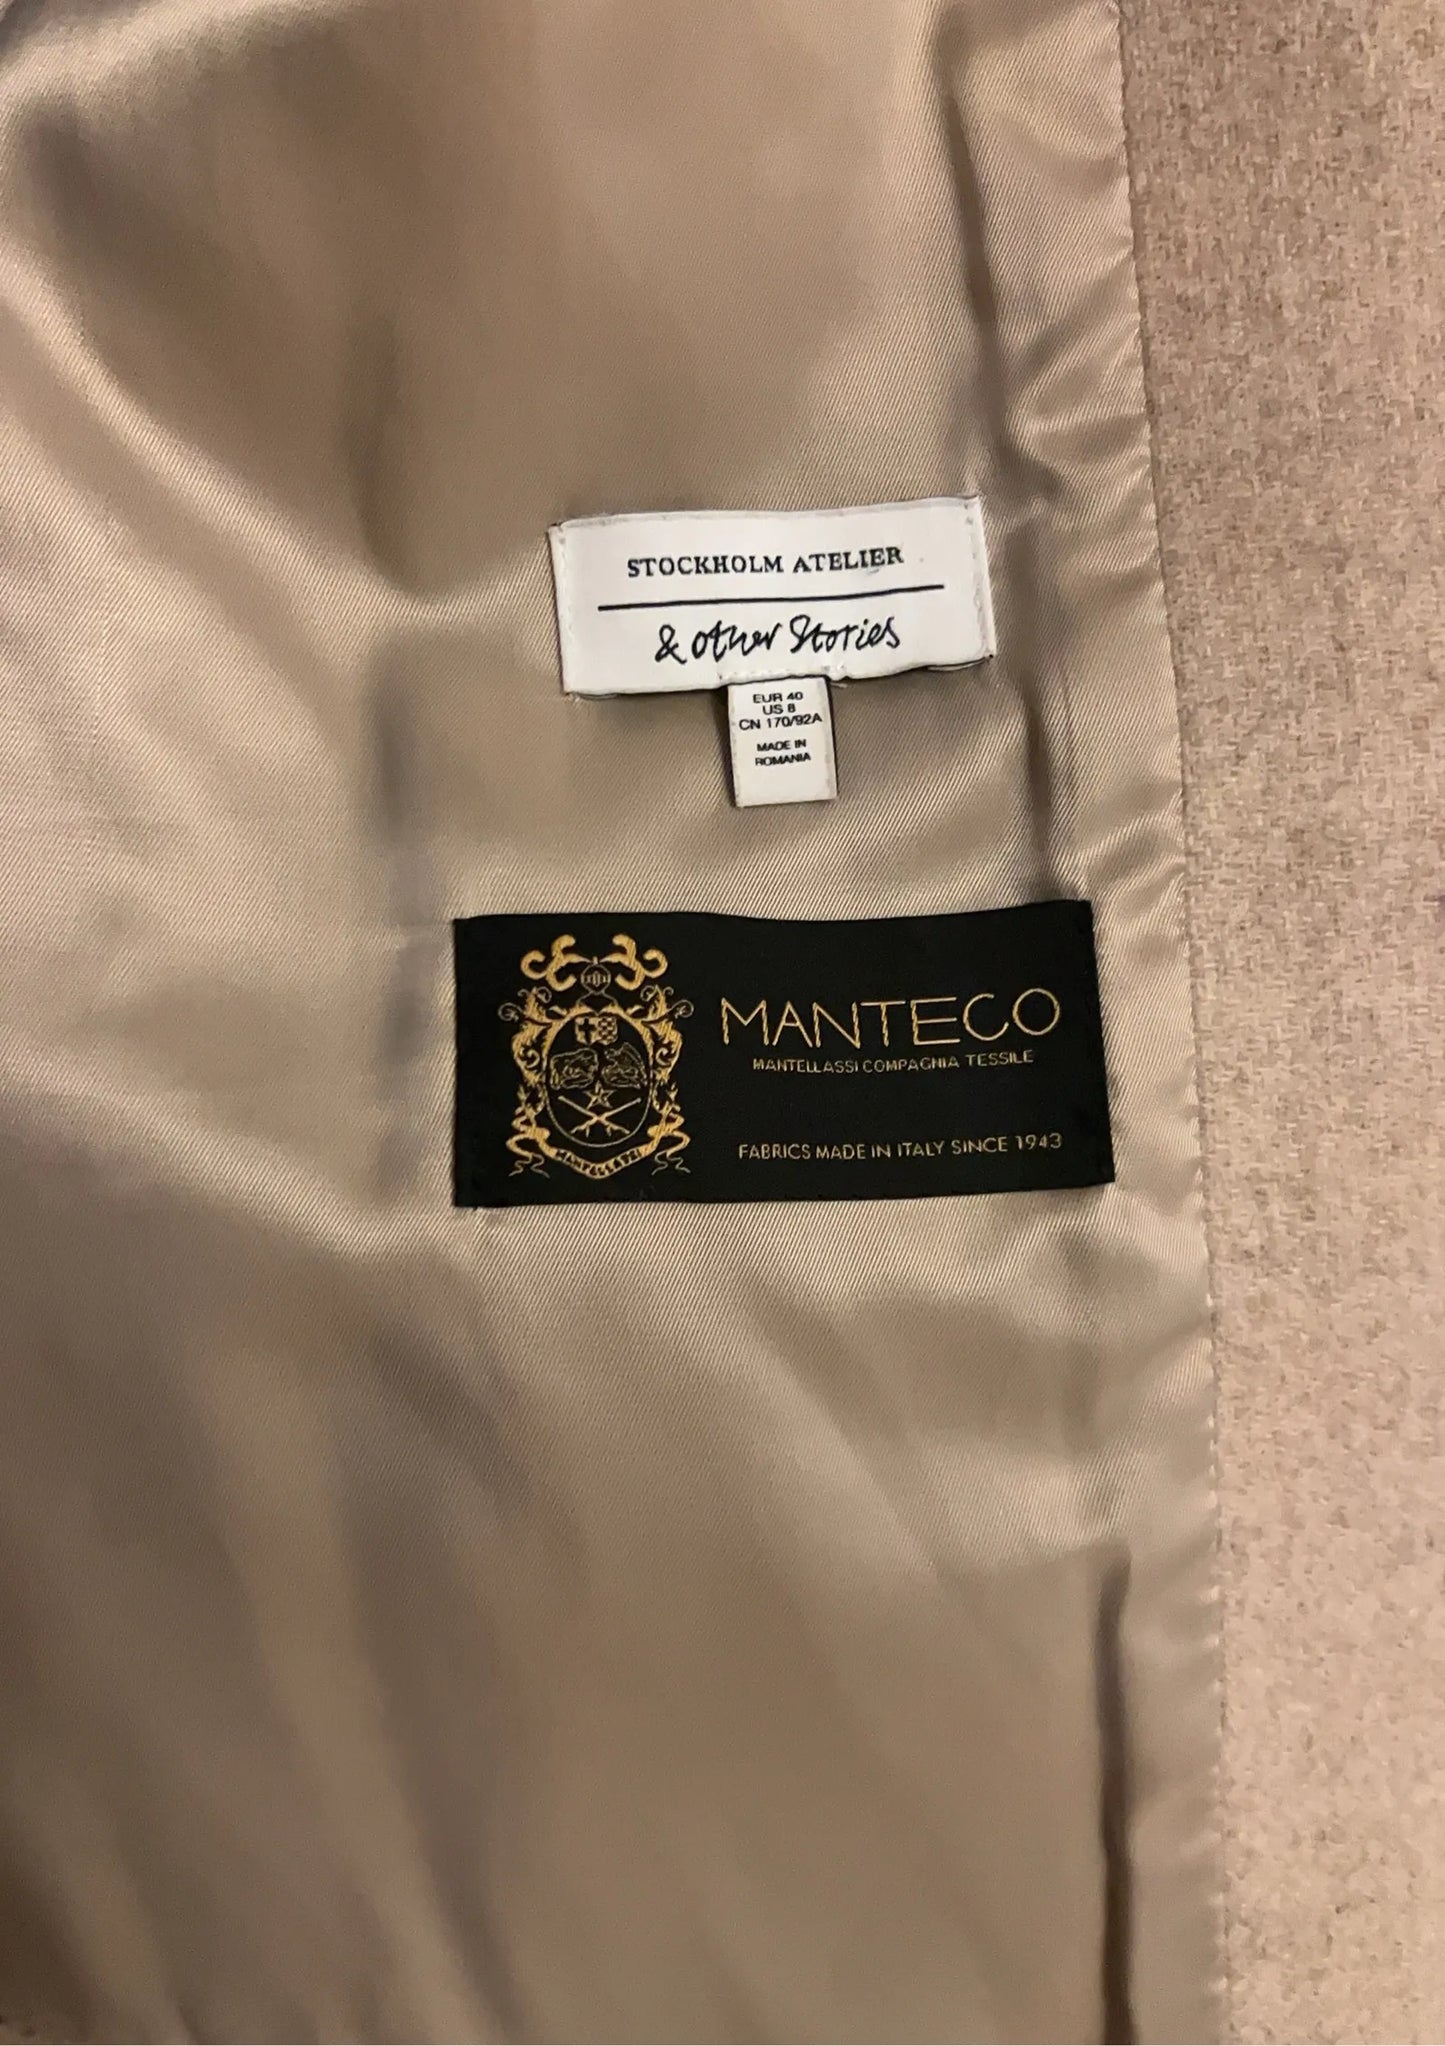 STOCKHOLM ATELIER
& other Stories
EUR 40
US 8
CN 170/92A
MADE IN
ROMANIA
MANTECO
MANTELLASSI COMPAGNIA TESSILE
FABRICS MADE IN ITALY SINCE 1943